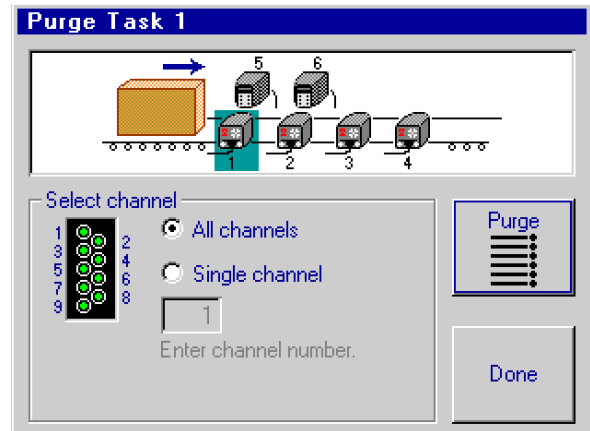 Purge Task 1
5 6
1 2 3 4
Select channel
1
2
3
4
5
6
7
8
9
All channels
Single channel
1
Enter channel number.
Purge
Done